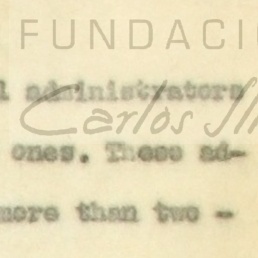 FUNDACI
l administrators
Carlos Sli
ones. These ad-
more than two -